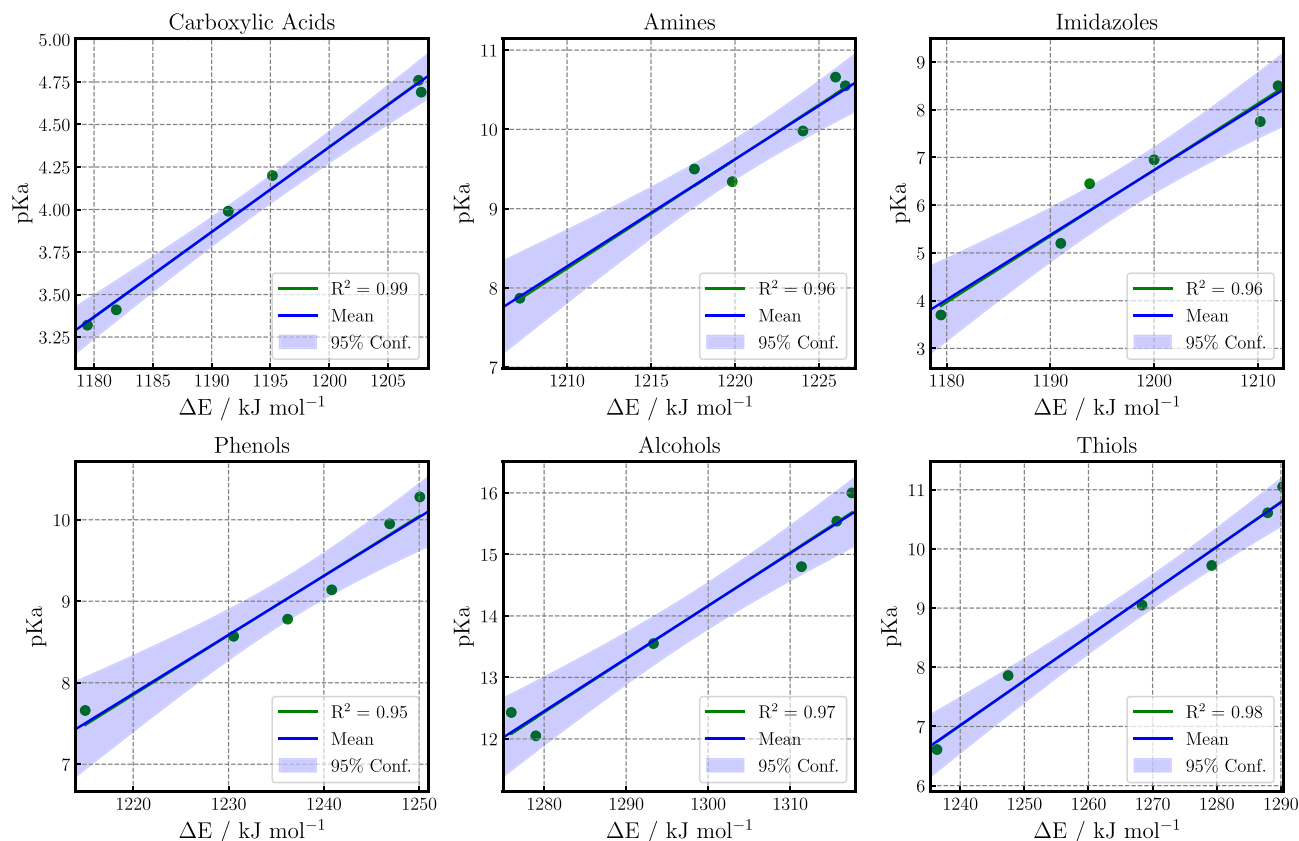 Carboxylic Acids
5.00
4.75
4.50
4.25
4.00
3.75
3.50
3.25
pKa
R² = 0.99
Mean
95% Conf.
1180 1185 1190 1195 1200 1205
ΔE / kJ mol⁻¹
Amines
11
10
9
8
7
pKa
R² = 0.96
Mean
95% Conf.
1210 1215 1220 1225
ΔE / kJ mol⁻¹
Imidazoles
9
8
7
6
5
4
3
pKa
R² = 0.96
Mean
95% Conf.
1180 1190 1200 1210
ΔE / kJ mol⁻¹
Phenols
10
9
8
7
pKa
R² = 0.95
Mean
95% Conf.
1220 1230 1240 1250
ΔE / kJ mol⁻¹
Alcohols
16
15
14
13
12
pKa
R² = 0.97
Mean
95% Conf.
1280 1290 1300 1310
ΔE / kJ mol⁻¹
Thiols
11
10
9
8
7
6
pKa
R² = 0.98
Mean
95% Conf.
1240 1250 1260 1270 1280 1290
ΔE / kJ mol⁻¹